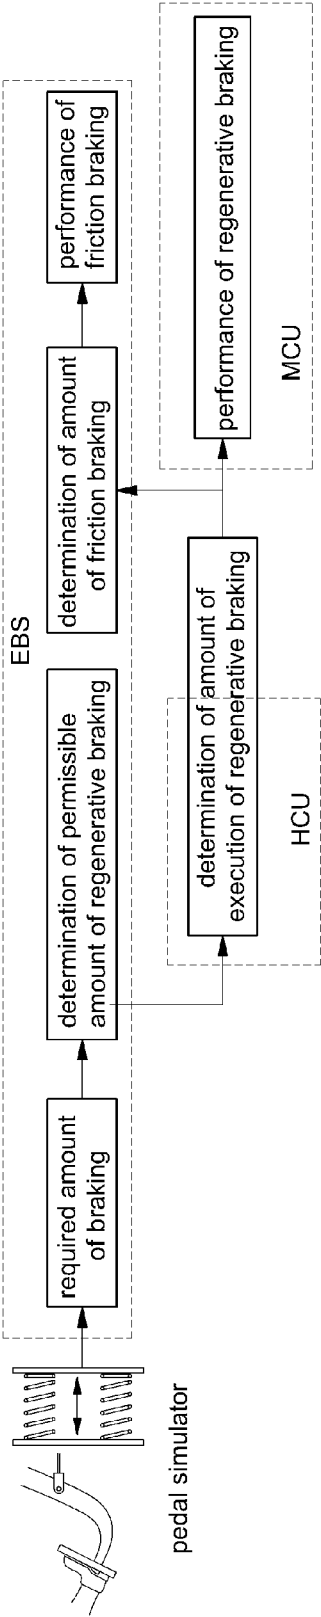 pedal simulator
EBS
required amount
of braking
determination of permissible
amount of regenerative braking
determination of amount
of friction braking
performance of
friction braking
HCU
determination of amount of
execution of regenerative braking
MCU
performance of regenerative braking